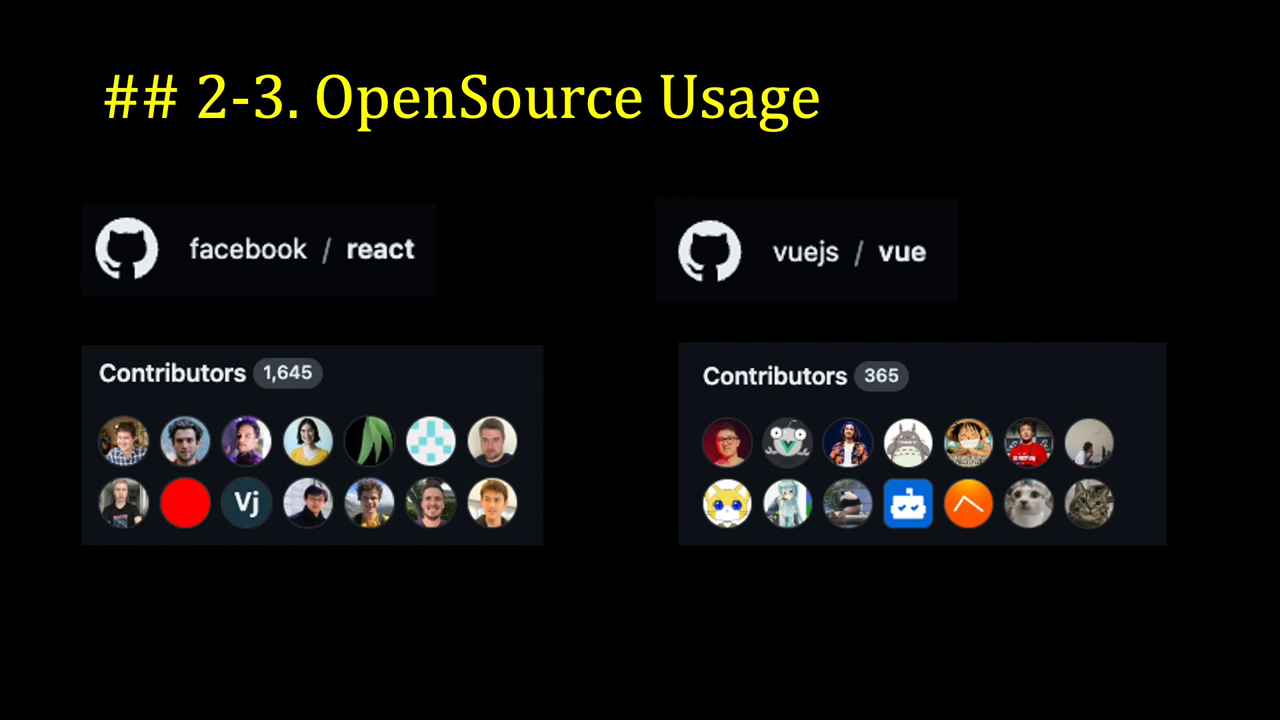 ## 2-3. OpenSource Usage
facebook / react
vuejs / vue
Contributors 1,645
Contributors 365
Vj